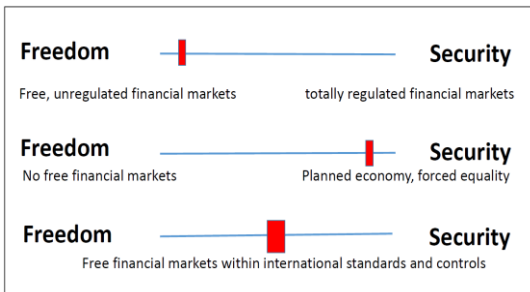 Freedom Security
Free, unregulated financial markets totally regulated financial markets
Freedom Security
No free financial markets Planned economy, forced equality
Freedom Security
Free financial markets within international standards and controls